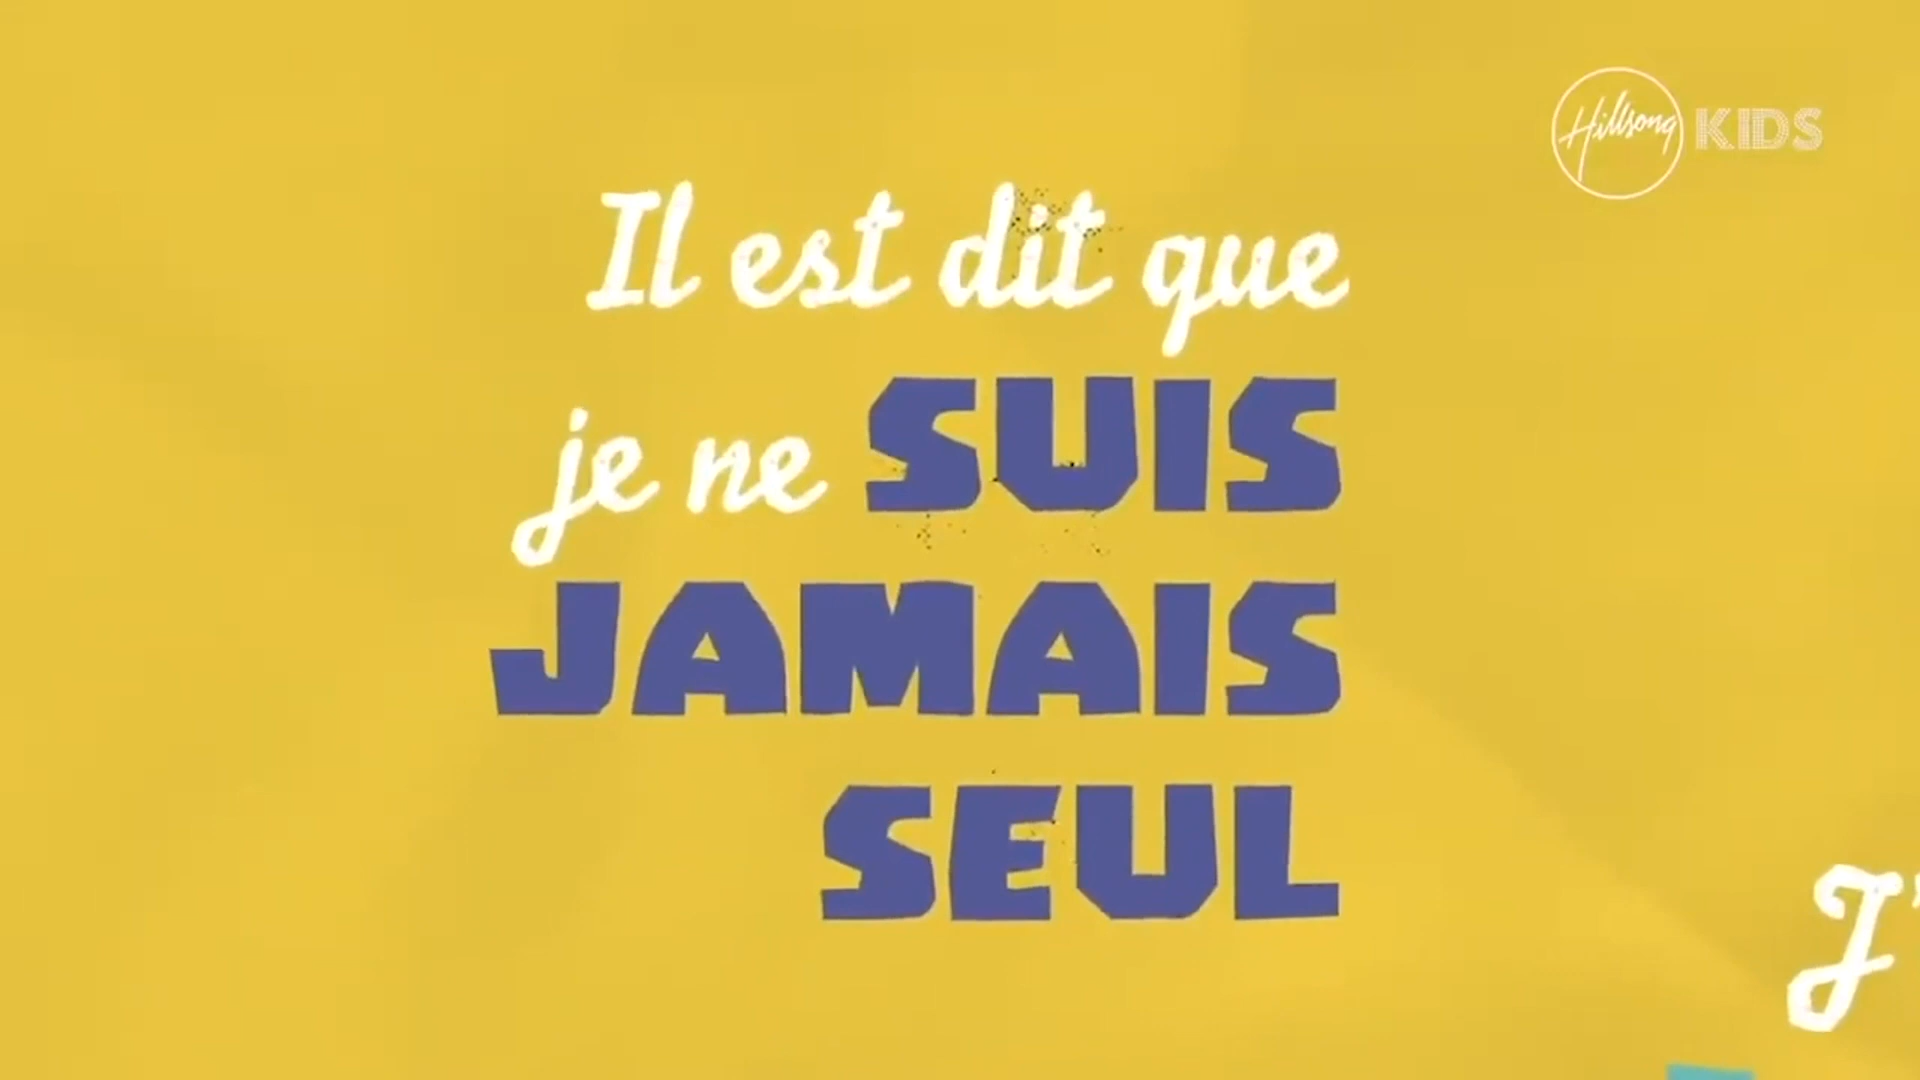 Hillsong KIDS
Il est dit que
je ne SUIS
JAMAIS
SEUL
J'